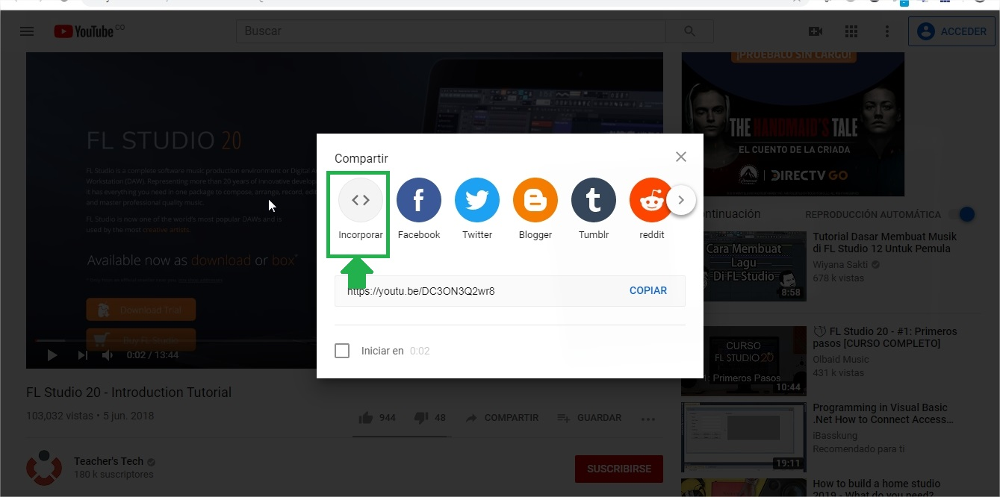 YouTube CO
Buscar
ACCEDER
FL STUDIO 20
FL Studio is a complete software music production environment or Digital A
Workstation (DAW). Representing more than 20 years of innovative develop
it has everything you need in one package to compose, arrange, record, edit
and master professional quality music.
FL Studio is now one of the world's most popular DAWs and is
used by the most creative artists.
Available now as download or box*
Download Trial
Buy FL Studio
0:02 / 13:44
Compartir
Incorporar
Facebook
Twitter
Blogger
Tumblr
reddit
https://youtu.be/DC3ON3Q2wr8
COPIAR
Iniciar en 0:02
FL Studio 20 - Introduction Tutorial
103,032 vistas • 5 jun. 2018
944
48
COMPARTIR
GUARDAR
Teacher's Tech
180 k suscriptores
SUSCRIBIRSE
¡PRUÉBALO SIN CARGO!
THE HANDMAID'S TALE
EL CUENTO DE LA CRIADA
Paramount
DIRECTV GO
ontinuación
REPRODUCCIÓN AUTOMÁTICA
Cara Membuat
Lagu
Di FL Studio
8:58
Tutorial Dasar Membuat Musik
di FL Studio 12 Untuk Pemula
Wiyana Sakti
678 k vistas
CURSO
FL STUDIO 20
1: Primeros Pasos
10:44
FL Studio 20 - #1: Primeros
pasos [CURSO COMPLETO]
Olbaid Music
431 k vistas
19:11
Programming in Visual Basic
.Net How to Connect Access...
iBasskung
Recomendado para ti
How to build a home studio
2019 - What do you need?